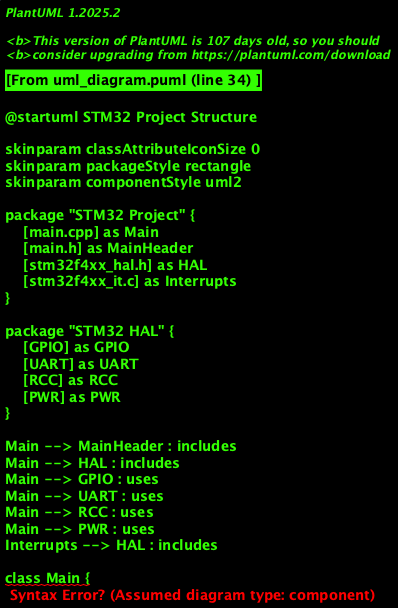 PlantUML 1.2025.2
<b>This version of PlantUML is 107 days old, so you should
<b>consider upgrading from https://plantuml.com/download
[From uml_diagram.puml (line 34) ]
@startuml STM32 Project Structure
skinparam classAttributeIconSize 0
skinparam packageStyle rectangle
skinparam componentStyle uml2
package "STM32 Project" {
[main.cpp] as Main
[main.h] as MainHeader
[stm32f4xx_hal.h] as HAL
[stm32f4xx_it.c] as Interrupts
}
package "STM32 HAL" {
[GPIO] as GPIO
[UART] as UART
[RCC] as RCC
[PWR] as PWR
}
Main --> MainHeader : includes
Main --> HAL : includes
Main --> GPIO : uses
Main --> UART : uses
Main --> RCC : uses
Main --> PWR : uses
Interrupts --> HAL : includes
class Main {
Syntax Error? (Assumed diagram type: component)